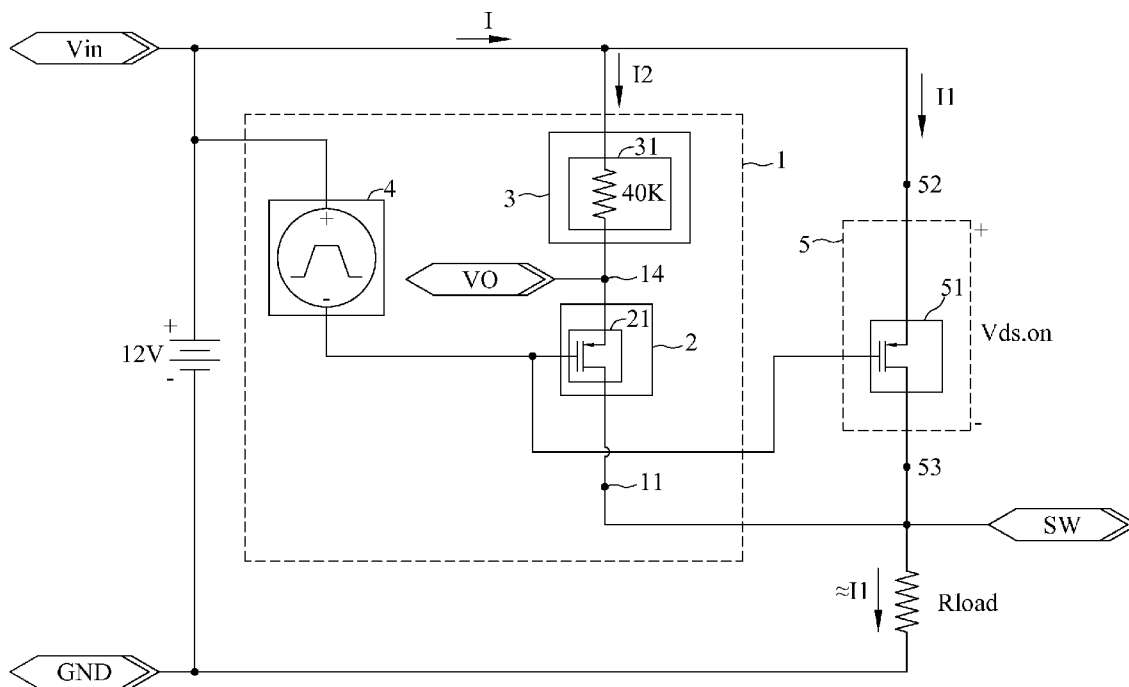 Vin
I
I2
I1
31
1
4
3
40K
52
5
+
+
VO
14
-
21
2
51
Vds.on
+
12V
-
-
53
11
SW
≈I1
Rload
GND